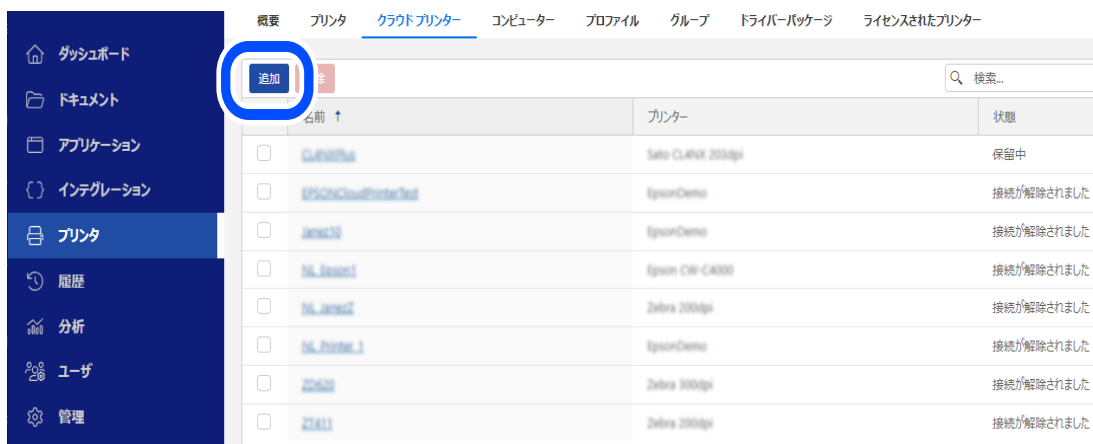 概要 プリンタ クラウド プリンター コンピューター プロファイル グループ ドライバーパッケージ ライセンスされたプリンター
ダッシュボード
ドキュメント
アプリケーション
インテグレーション
プリンタ
履歴
分析
ユーザ
管理
追加 検索...
名前 ↑ プリンター 状態
CL4NXPlus Sato CL4NX 203dpi 保留中
EPSONCloudPrinterTest EpsonDemo 接続が解除されました
Janez10 EpsonDemo 接続が解除されました
NL_Epson1 Epson CW-C4000 接続が解除されました
NL_JanezZ Zebra 200dpi 接続が解除されました
NL_Printer_1 EpsonDemo 接続が解除されました
ZD620 Zebra 300dpi 接続が解除されました
ZT411 Zebra 200dpi 接続が解除されました